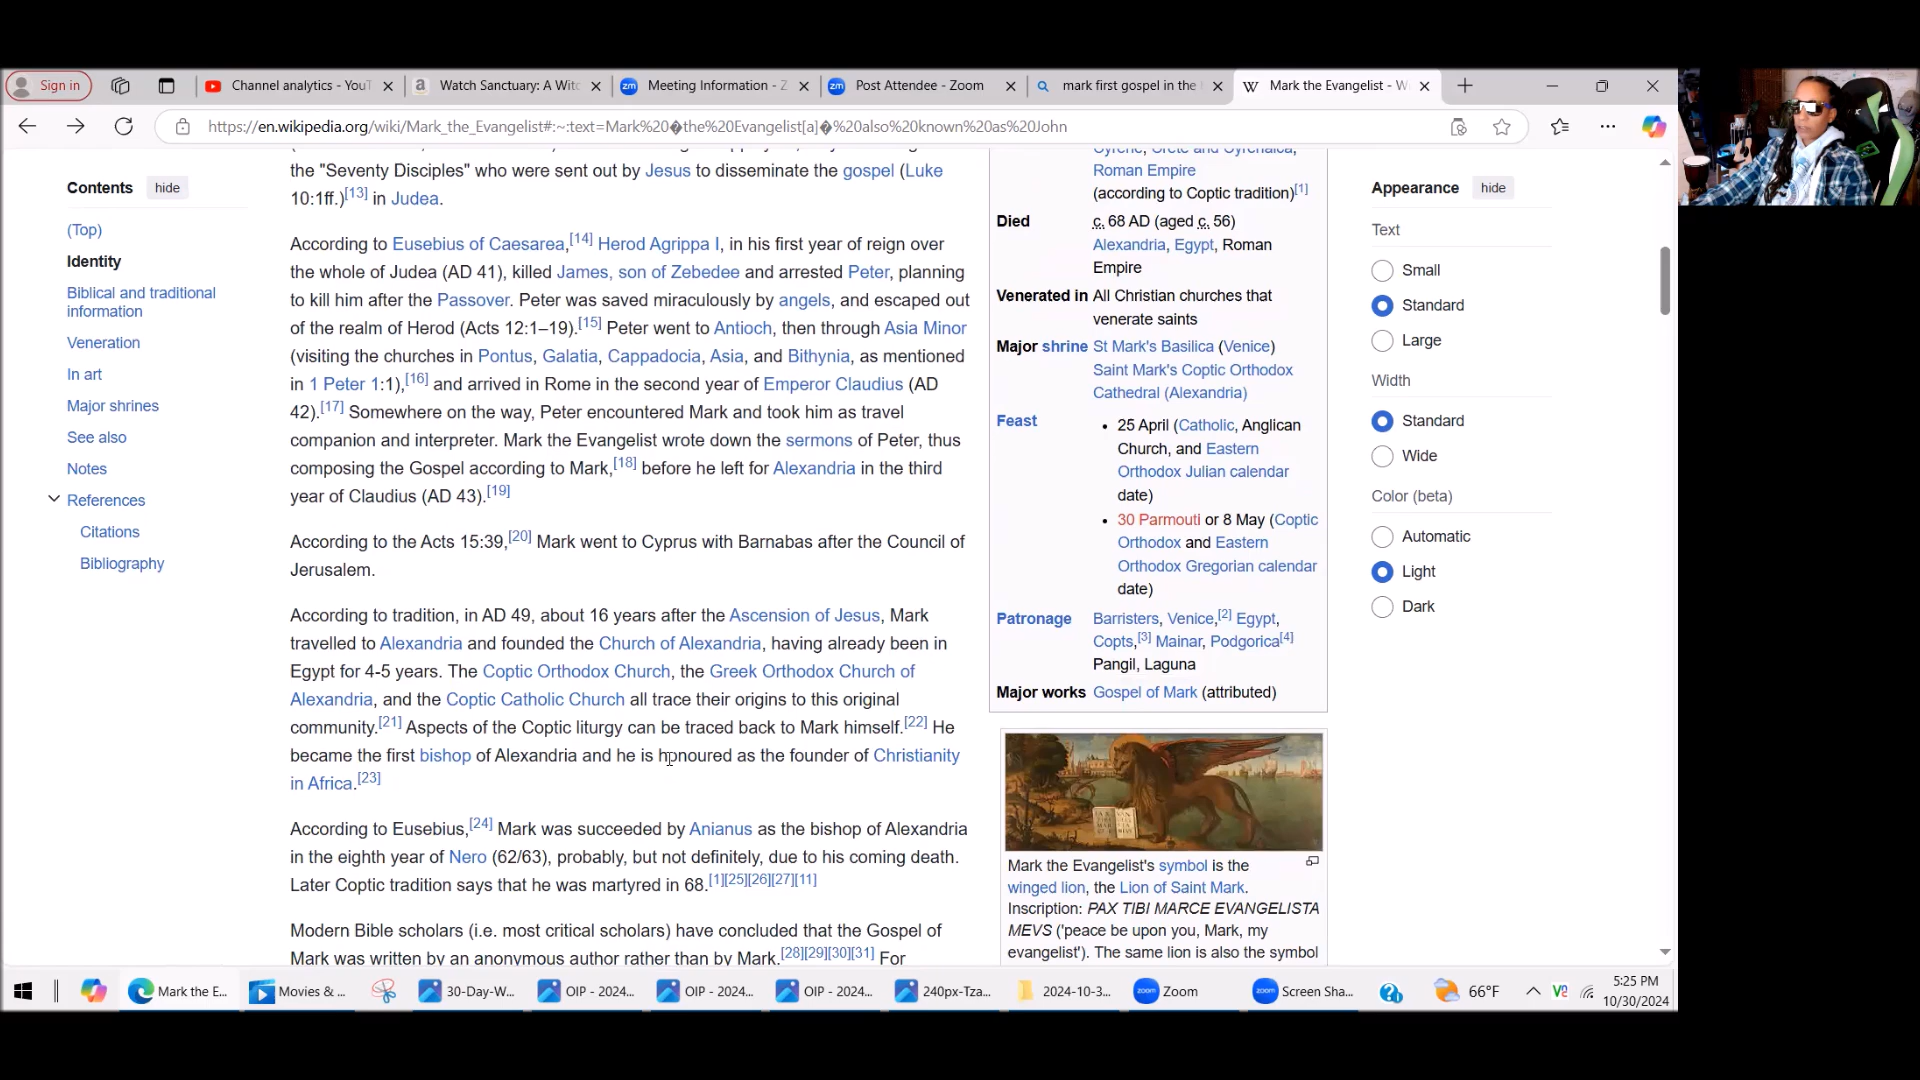 Sign in
Channel analytics - YouT
Watch Sanctuary: A Witc
Meeting Information - Z
Post Attendee - Zoom
mark first gospel in the
Mark the Evangelist - W
https://en.wikipedia.org/wiki/Mark_the_Evangelist#:~:text=Mark%20�the%20Evangelist[a]�%20also%20known%20as%20John
Contents hide
(Top)
Identity
Biblical and traditional
information
Veneration
In art
Major shrines
See also
Notes
References
Citations
Bibliography
the "Seventy Disciples" who were sent out by Jesus to disseminate the gospel (Luke
10:1ff.)[13] in Judea.
According to Eusebius of Caesarea,[14] Herod Agrippa I, in his first year of reign over
the whole of Judea (AD 41), killed James, son of Zebedee and arrested Peter, planning
to kill him after the Passover. Peter was saved miraculously by angels, and escaped out
of the realm of Herod (Acts 12:1–19).[15] Peter went to Antioch, then through Asia Minor
(visiting the churches in Pontus, Galatia, Cappadocia, Asia, and Bithynia, as mentioned
in 1 Peter 1:1),[16] and arrived in Rome in the second year of Emperor Claudius (AD
42).[17] Somewhere on the way, Peter encountered Mark and took him as travel
companion and interpreter. Mark the Evangelist wrote down the sermons of Peter, thus
composing the Gospel according to Mark,[18] before he left for Alexandria in the third
year of Claudius (AD 43).[19]
According to the Acts 15:39,[20] Mark went to Cyprus with Barnabas after the Council of
Jerusalem.
According to tradition, in AD 49, about 16 years after the Ascension of Jesus, Mark
travelled to Alexandria and founded the Church of Alexandria, having already been in
Egypt for 4-5 years. The Coptic Orthodox Church, the Greek Orthodox Church of
Alexandria, and the Coptic Catholic Church all trace their origins to this original
community.[21] Aspects of the Coptic liturgy can be traced back to Mark himself.[22] He
became the first bishop of Alexandria and he is honoured as the founder of Christianity
in Africa.[23]
According to Eusebius,[24] Mark was succeeded by Anianus as the bishop of Alexandria
in the eighth year of Nero (62/63), probably, but not definitely, due to his coming death.
Later Coptic tradition says that he was martyred in 68.[1][25][26][27][11]
Modern Bible scholars (i.e. most critical scholars) have concluded that the Gospel of
Mark was written by an anonymous author rather than by Mark.[28][29][30][31] For
Cyrene, Crete and Cyrenaica,
Roman Empire
(according to Coptic tradition)[1]
Died c. 68 AD (aged c. 56)
Alexandria, Egypt, Roman
Empire
Venerated in All Christian churches that
venerate saints
Major shrine St Mark's Basilica (Venice)
Saint Mark's Coptic Orthodox
Cathedral (Alexandria)
Feast
• 25 April (Catholic, Anglican
Church, and Eastern
Orthodox Julian calendar
date)
• 30 Parmouti or 8 May (Coptic
Orthodox and Eastern
Orthodox Gregorian calendar
date)
Patronage Barristers, Venice,[2] Egypt,
Copts,[3] Mainar, Podgorica[4]
Pangil, Laguna
Major works Gospel of Mark (attributed)
Mark the Evangelist's symbol is the
winged lion, the Lion of Saint Mark.
Inscription: PAX TIBI MARCE EVANGELISTA
MEVS ('peace be upon you, Mark, my
evangelist'). The same lion is also the symbol
Appearance hide
Text
Small
Standard
Large
Width
Standard
Wide
Color (beta)
Automatic
Light
Dark
Mark the E...
Movies & ...
30-Day-W...
OIP - 2024...
OIP - 2024...
OIP - 2024...
240px-Tza...
2024-10-3...
Zoom
Screen Sha...
66°F
5:25 PM
10/30/2024